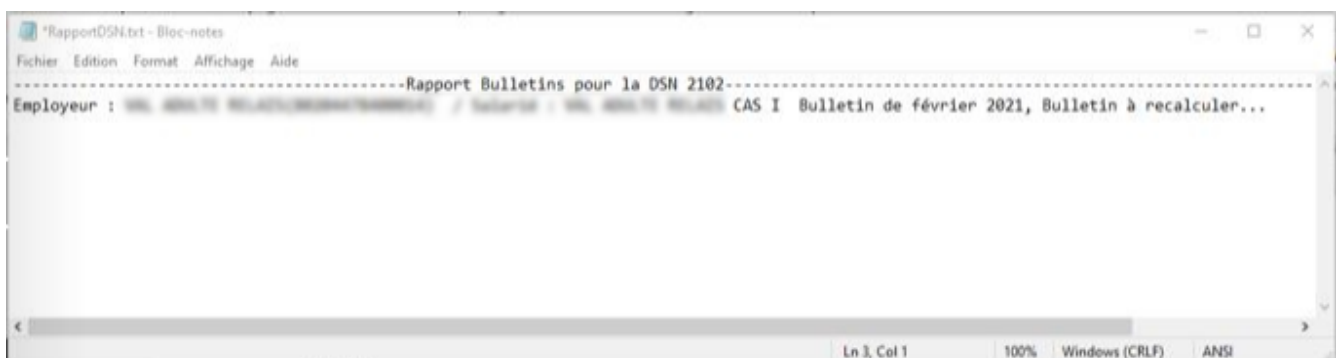 *RapportDSN.txt - Bloc-notes
Fichier Edition Format Affichage Aide
------------------------------------------Rapport Bulletins pour la DSN 2102----------------------------------------------------------------
Employeur : / Salarié : CAS I Bulletin de février 2021, Bulletin à recalculer...
Ln 3, Col 1 100% Windows (CRLF) ANSI